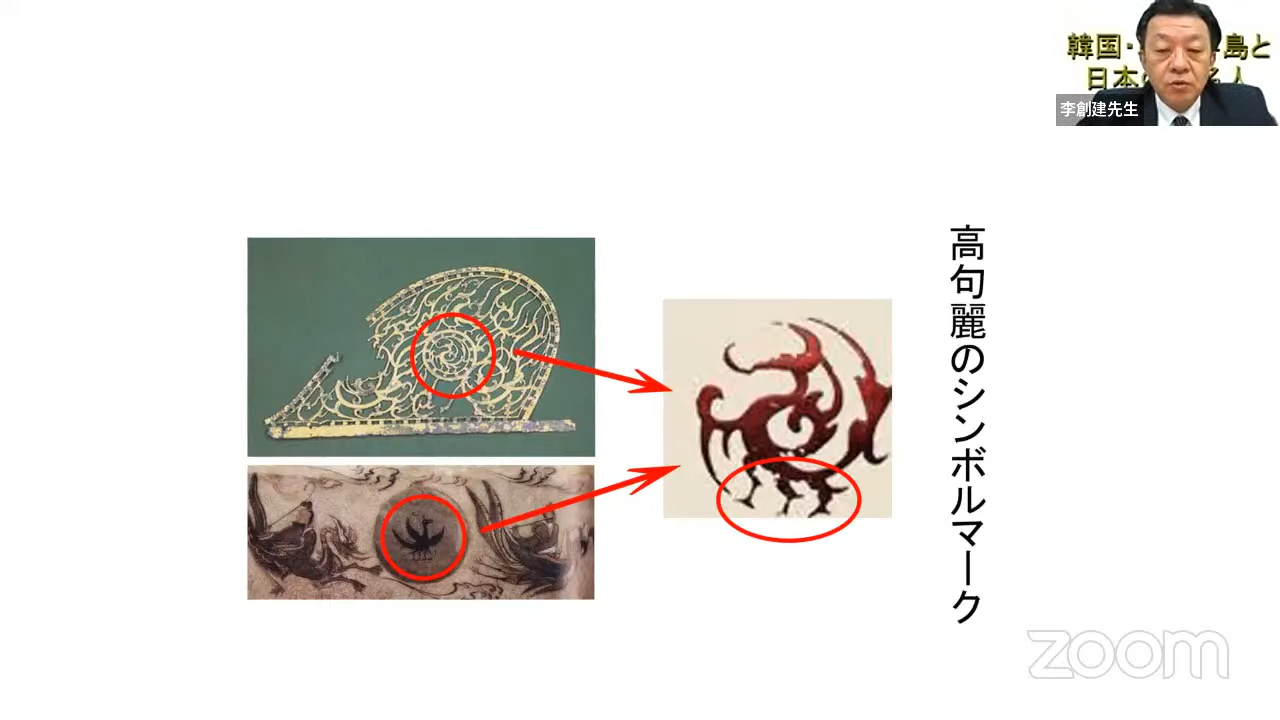 韓国・島と
日本の人
李創建先生
高句麗のシンボルマーク
zoom